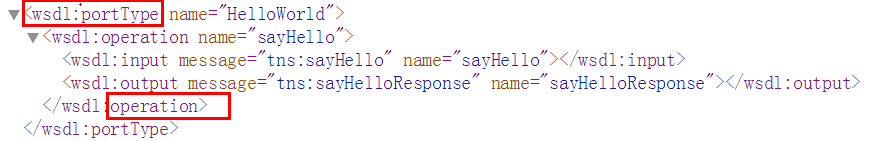 ▼<wsdl:portType name="HelloWorld">
▼<wsdl:operation name="sayHello">
<wsdl:input message="tns:sayHello" name="sayHello"></wsdl:input>
<wsdl:output message="tns:sayHelloResponse" name="sayHelloResponse"></wsdl:output>
</wsdl:operation>
</wsdl:portType>